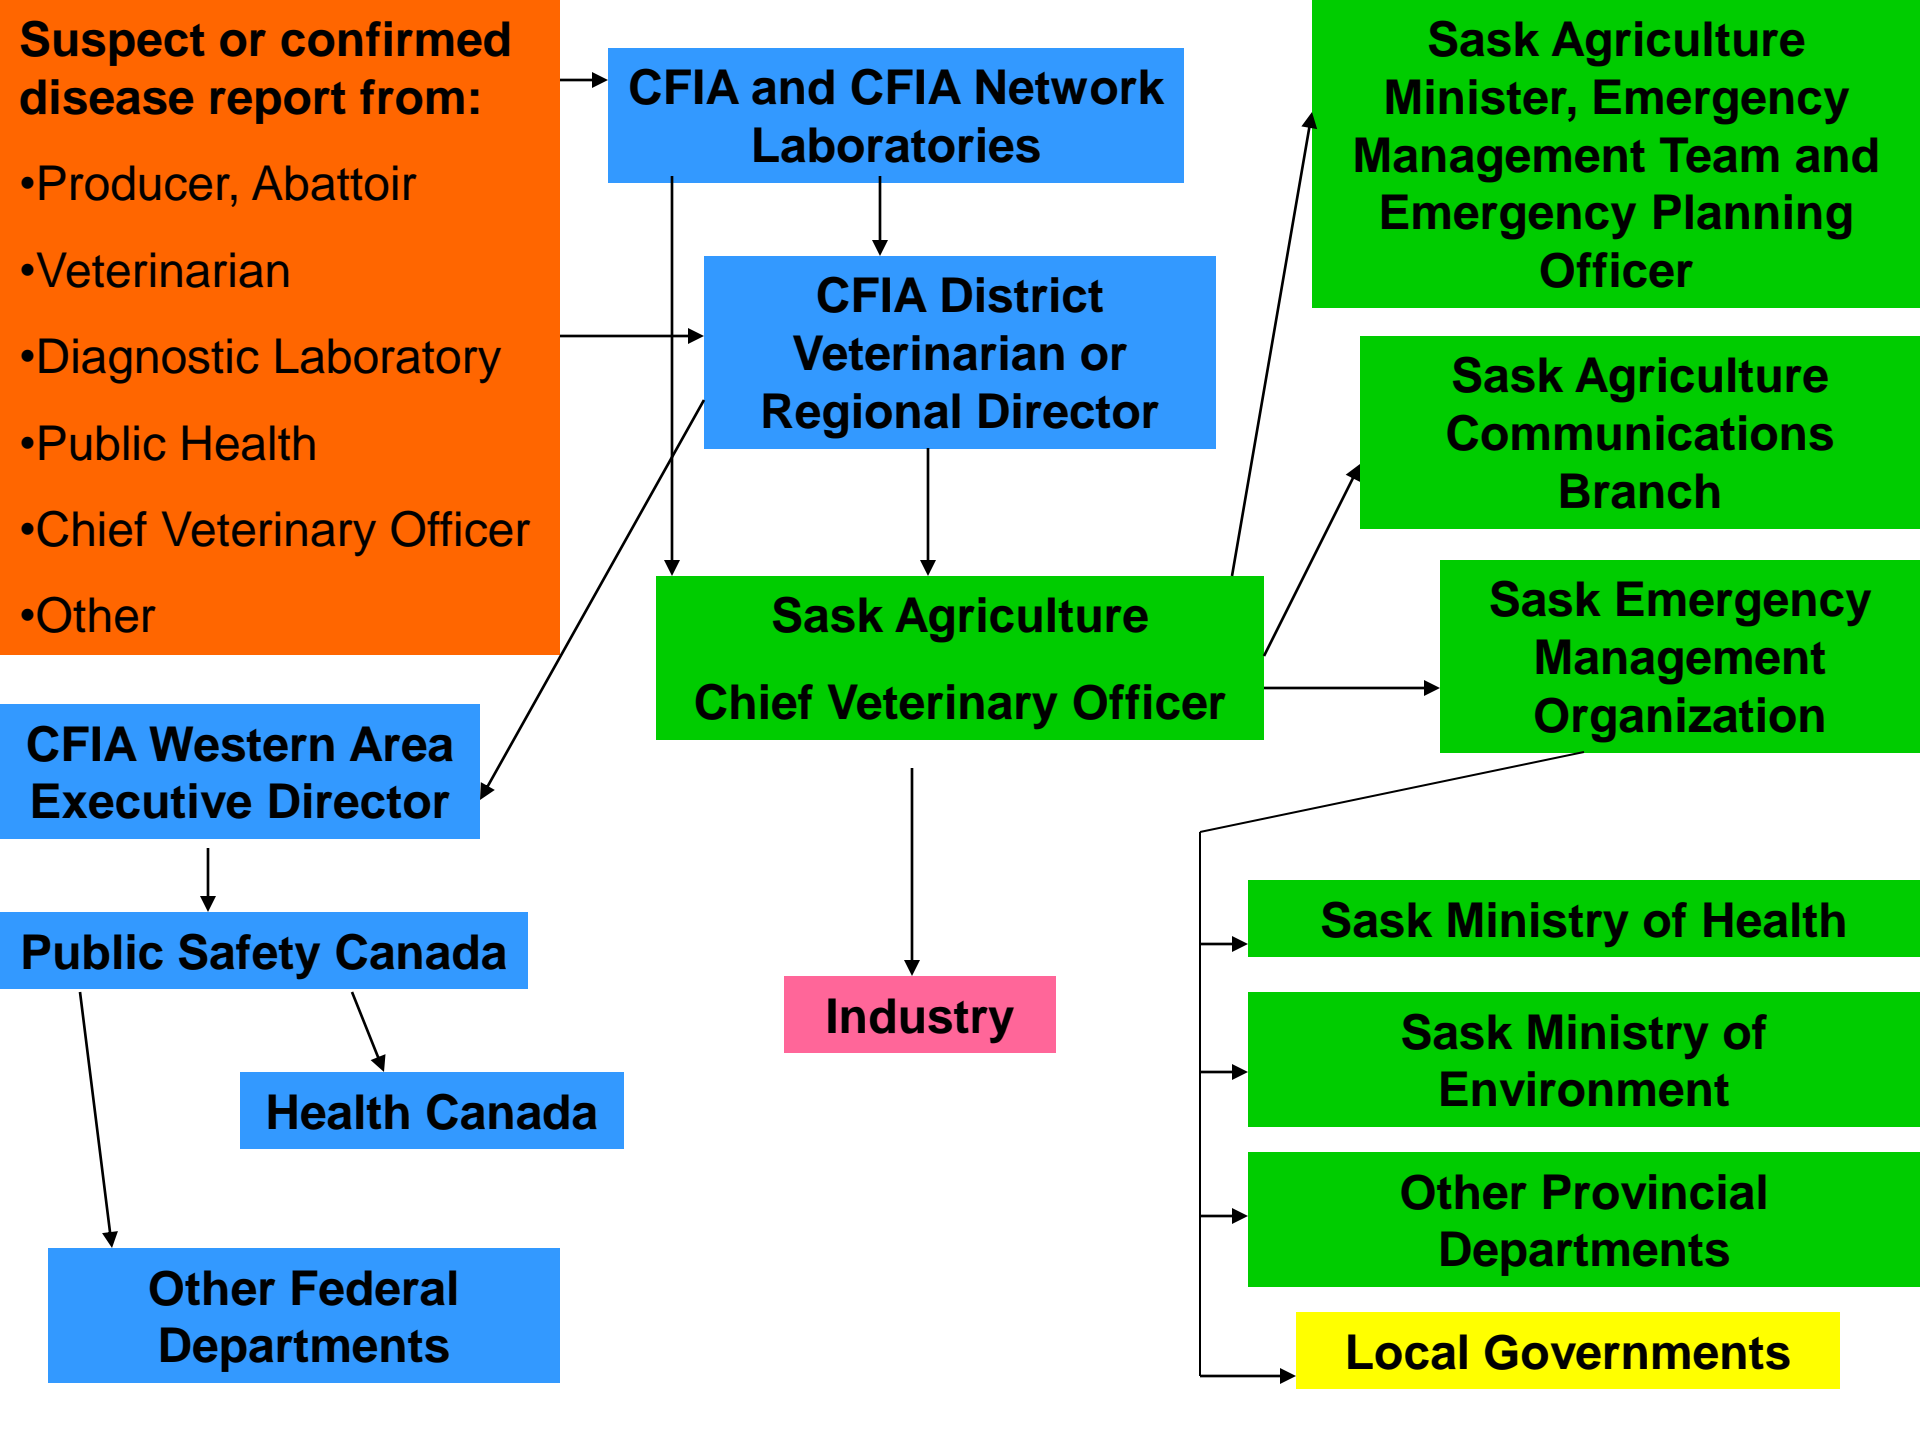 Suspect or confirmed
disease report from:
•Producer, Abattoir
•Veterinarian
•Diagnostic Laboratory
•Public Health
•Chief Veterinary Officer
•Other
CFIA and CFIA Network
Laboratories
CFIA District
Veterinarian or
Regional Director
Sask Agriculture
Chief Veterinary Officer
Sask Agriculture
Minister, Emergency
Management Team and
Emergency Planning
Officer
Sask Agriculture
Communications
Branch
Sask Emergency
Management
Organization
CFIA Western Area
Executive Director
Public Safety Canada
Health Canada
Other Federal
Departments
Industry
Sask Ministry of Health
Sask Ministry of
Environment
Other Provincial
Departments
Local Governments